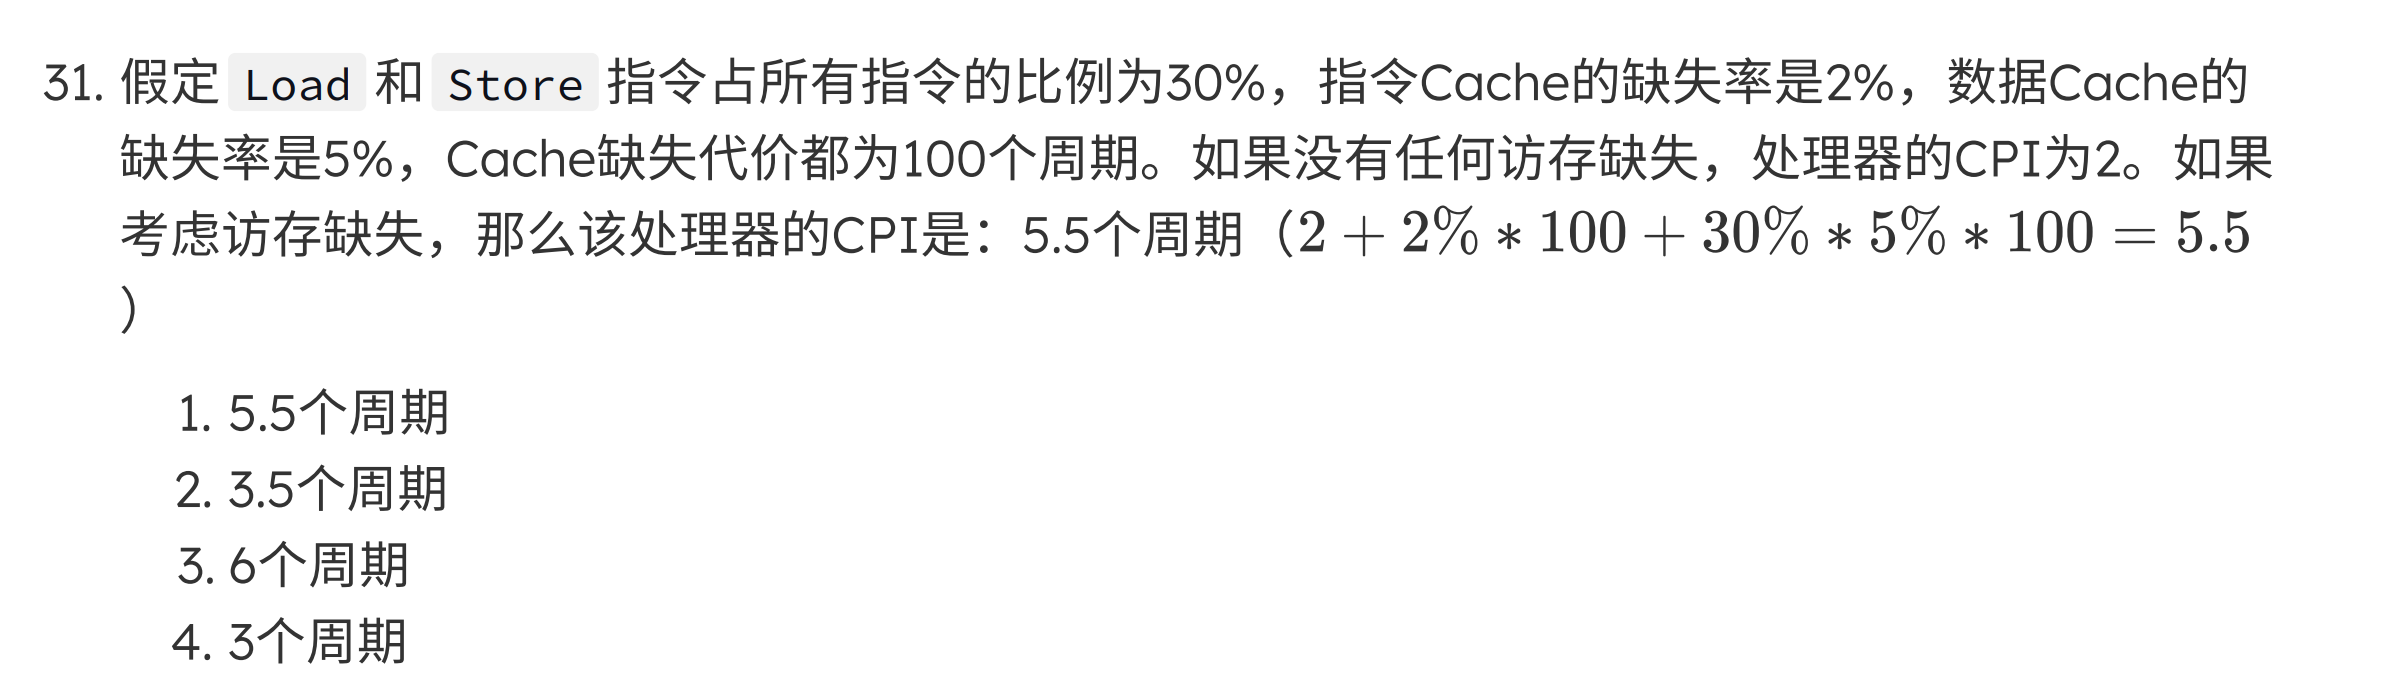 31. 假定 Load 和 Store 指令占所有指令的比例为30%，指令Cache的缺失率是2%，数据Cache的
缺失率是5%，Cache缺失代价都为100个周期。如果没有任何访存缺失，处理器的CPI为2。如果
考虑访存缺失，那么该处理器的CPI是：5.5个周期（2 + 2% * 100 + 30% * 5% * 100 = 5.5
）
1. 5.5个周期
2. 3.5个周期
3. 6个周期
4. 3个周期